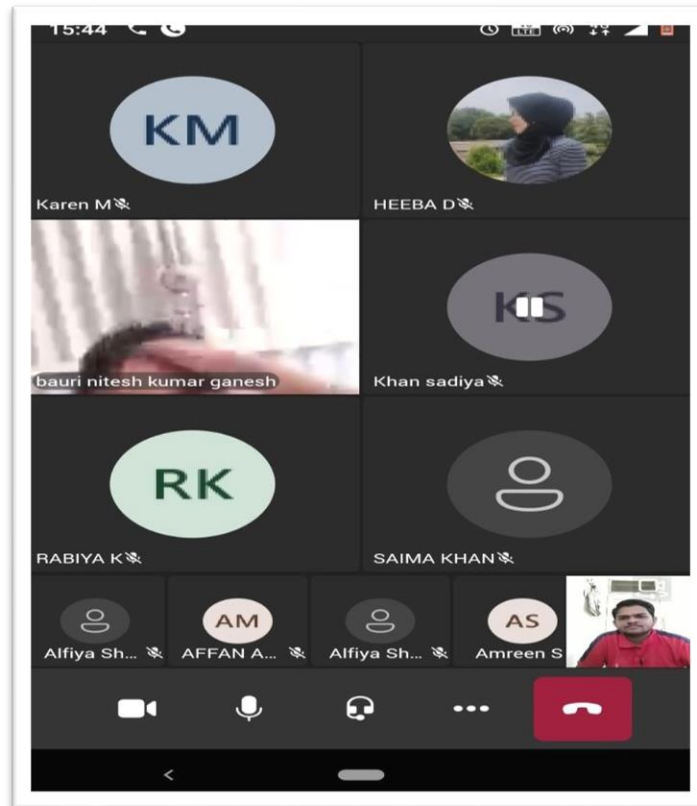 15:44
LTE
KM
Karen M
HEEBA D
bauri nitesh kumar ganesh
KS
Khan sadiya
RK
RABIYA K
SAIMA KHAN
Alfiya Sh...
AM
AFFAN A...
Alfiya Sh...
AS
Amreen S